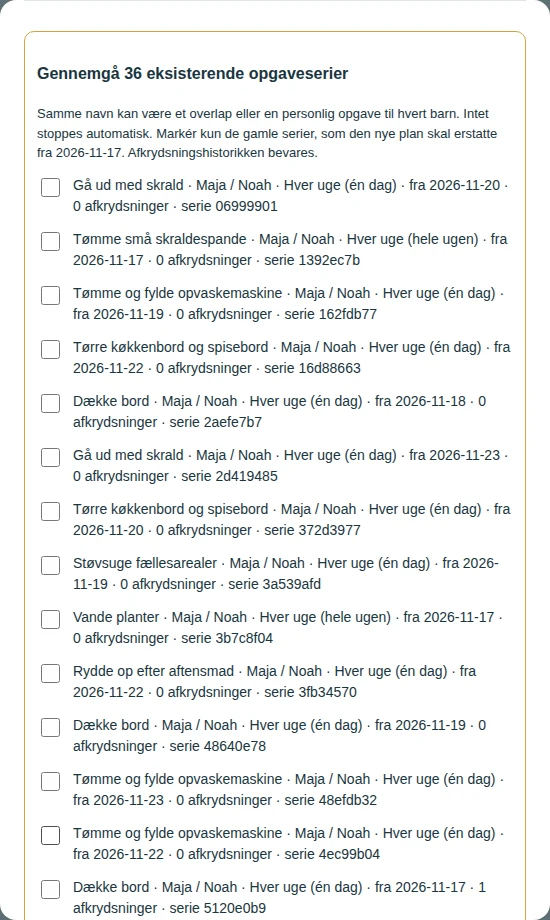 Gennemgå 36 eksisterende opgaveserier
Samme navn kan være et overlap eller en personlig opgave til hvert barn. Intet
stoppes automatisk. Markér kun de gamle serier, som den nye plan skal erstatte
fra 2026-11-17. Afkrydsningshistorikken bevares.
Gå ud med skrald · Maja / Noah · Hver uge (én dag) · fra 2026-11-20 ·
0 afkrydsninger · serie 06999901
Tømme små skraldespande · Maja / Noah · Hver uge (hele ugen) · fra
2026-11-17 · 0 afkrydsninger · serie 1392ec7b
Tømme og fylde opvaskemaskine · Maja / Noah · Hver uge (én dag) ·
fra 2026-11-19 · 0 afkrydsninger · serie 162fdb77
Tørre køkkenbord og spisebord · Maja / Noah · Hver uge (én dag) · fra
2026-11-22 · 0 afkrydsninger · serie 16d88663
Dække bord · Maja / Noah · Hver uge (én dag) · fra 2026-11-18 · 0
afkrydsninger · serie 2aefe7b7
Gå ud med skrald · Maja / Noah · Hver uge (én dag) · fra 2026-11-23 ·
0 afkrydsninger · serie 2d419485
Tørre køkkenbord og spisebord · Maja / Noah · Hver uge (én dag) · fra
2026-11-20 · 0 afkrydsninger · serie 372d3977
Støvsuge fællesarealer · Maja / Noah · Hver uge (én dag) · fra 2026-
11-19 · 0 afkrydsninger · serie 3a539afd
Vande planter · Maja / Noah · Hver uge (hele ugen) · fra 2026-11-17 ·
0 afkrydsninger · serie 3b7c8f04
Rydde op efter aftensmad · Maja / Noah · Hver uge (én dag) · fra
2026-11-22 · 0 afkrydsninger · serie 3fb34570
Dække bord · Maja / Noah · Hver uge (én dag) · fra 2026-11-19 · 0
afkrydsninger · serie 48640e78
Tømme og fylde opvaskemaskine · Maja / Noah · Hver uge (én dag) ·
fra 2026-11-23 · 0 afkrydsninger · serie 48efdb32
Tømme og fylde opvaskemaskine · Maja / Noah · Hver uge (én dag) ·
fra 2026-11-22 · 0 afkrydsninger · serie 4ec99b04
Dække bord · Maja / Noah · Hver uge (én dag) · fra 2026-11-17 · 1
afkrydsninger · serie 5120e0b9